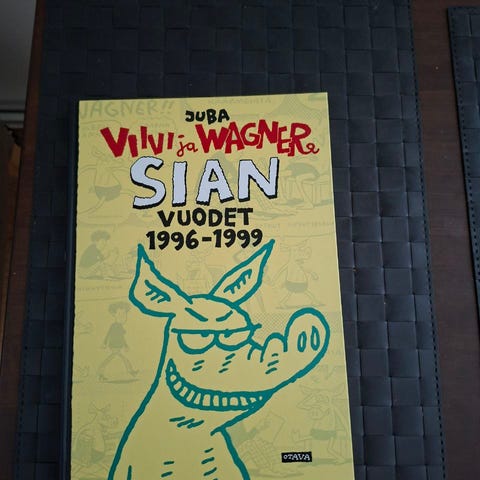 WAGNER!!
JUBA
VIIVI ja WAGNER
SIAN
VUODET
1996-1999
OTAVA